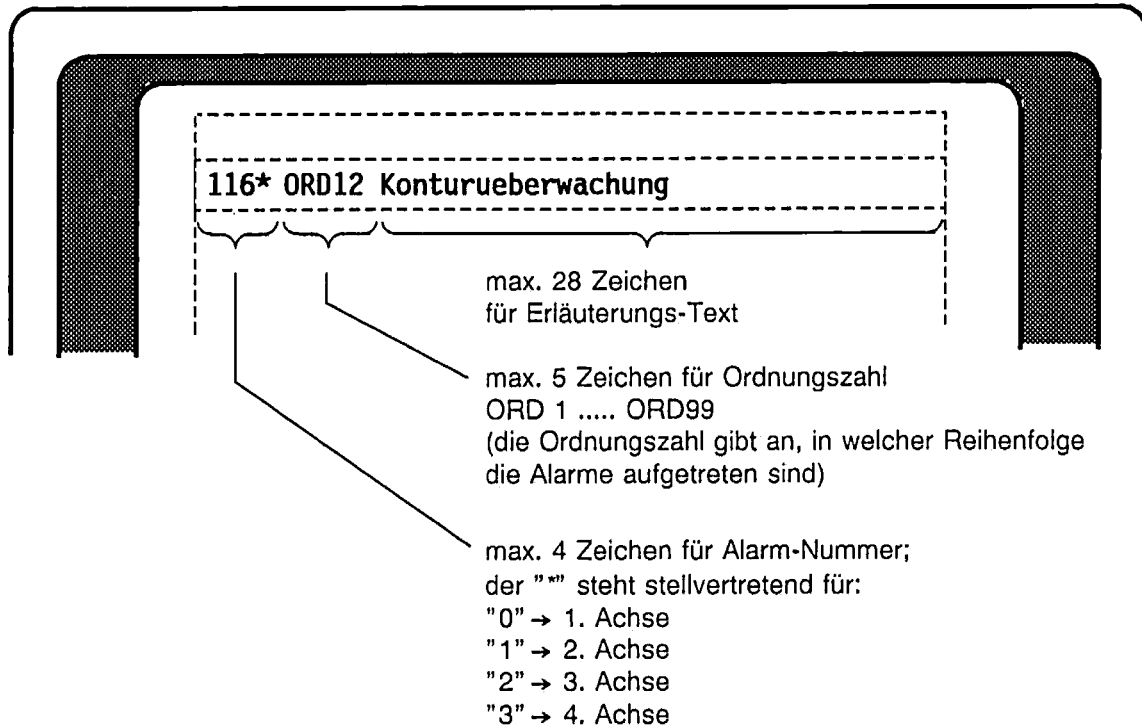 116* ORD12 Konturueberwachung
max. 28 Zeichen
für Erläuterungs-Text
max. 5 Zeichen für Ordnungszahl
ORD 1 ..... ORD99
(die Ordnungszahl gibt an, in welcher Reihenfolge
die Alarme aufgetreten sind)
max. 4 Zeichen für Alarm-Nummer;
der "*" steht stellvertretend für:
"0" → 1. Achse
"1" → 2. Achse
"2" → 3. Achse
"3" → 4. Achse